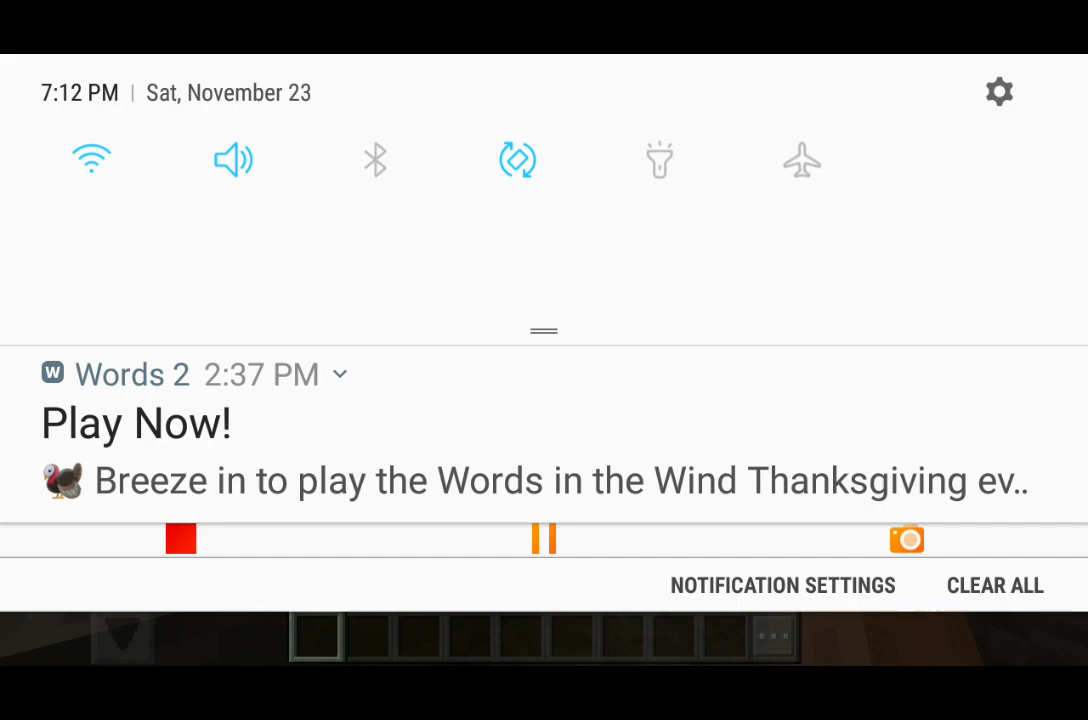 7:12 PM | Sat, November 23
W Words 2 2:37 PM
Play Now!
Breeze in to play the Words in the Wind Thanksgiving ev..
NOTIFICATION SETTINGS CLEAR ALL